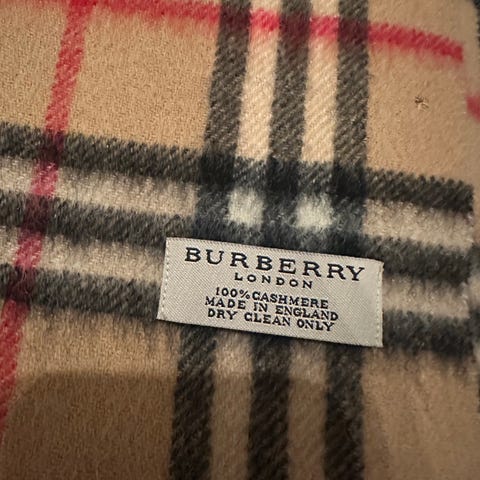 BURBERRY
LONDON
100% CASHMERE
MADE IN ENGLAND
DRY CLEAN ONLY